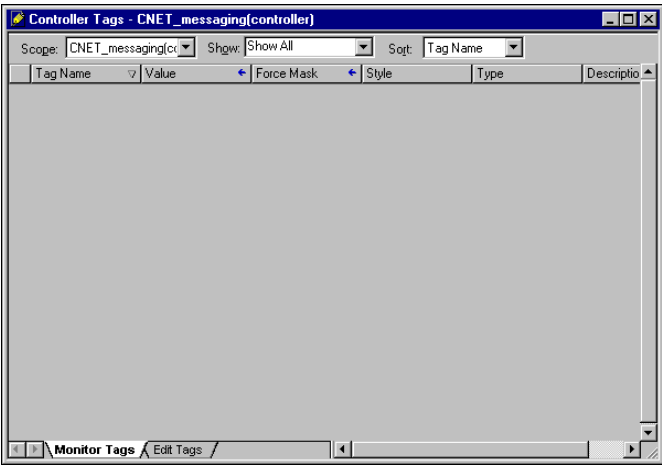 Controller Tags - CNET_messaging(controller)
Scope: CNET_messaging(co Show: Show All Sort: Tag Name
Tag Name Value Force Mask Style Type Descriptio
Monitor Tags Edit Tags